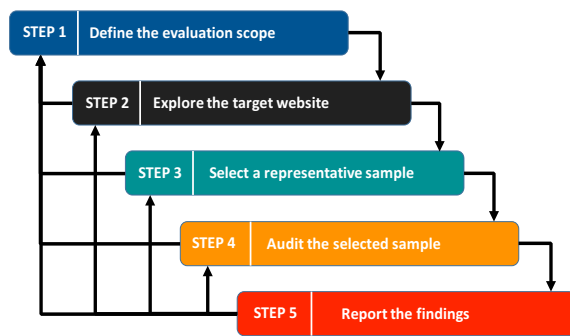 STEP 1 Define the evaluation scope
STEP 2 Explore the target website
STEP 3 Select a representative sample
STEP 4 Audit the selected sample
STEP 5 Report the findings